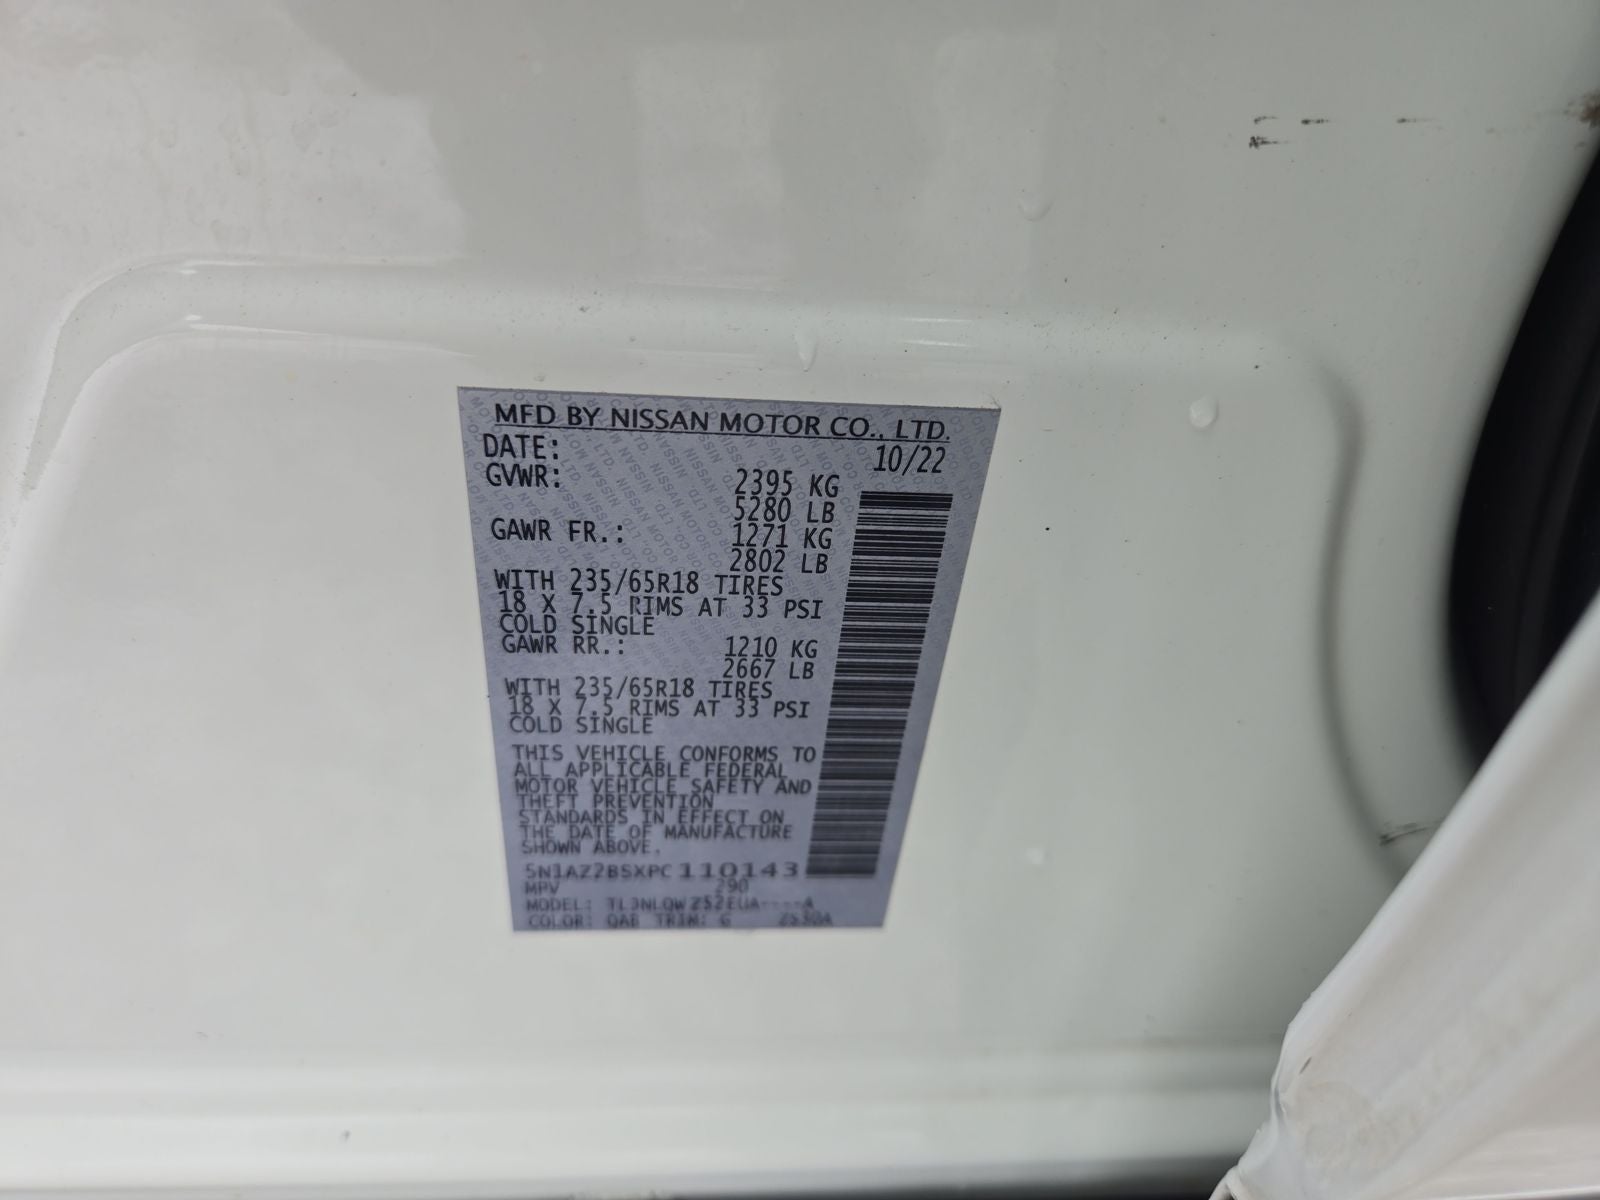 MFD BY NISSAN MOTOR CO., LTD.
DATE: 10/22
GVWR: 2395 KG
5280 LB
GAWR FR.: 1271 KG
2802 LB
WITH 235/65R18 TIRES
18 X 7.5 RIMS AT 33 PSI
COLD SINGLE
GAWR RR.: 1210 KG
2667 LB
WITH 235/65R18 TIRES
18 X 7.5 RIMS AT 33 PSI
COLD SINGLE
THIS VEHICLE CONFORMS TO
ALL APPLICABLE FEDERAL
MOTOR VEHICLE SAFETY AND
THEFT PREVENTION
STANDARDS IN EFFECT ON
THE DATE OF MANUFACTURE
SHOWN ABOVE.
5N1AZ2BSXPC110143
MPV 290
MODEL:
COLOR: QAB TRIM: G